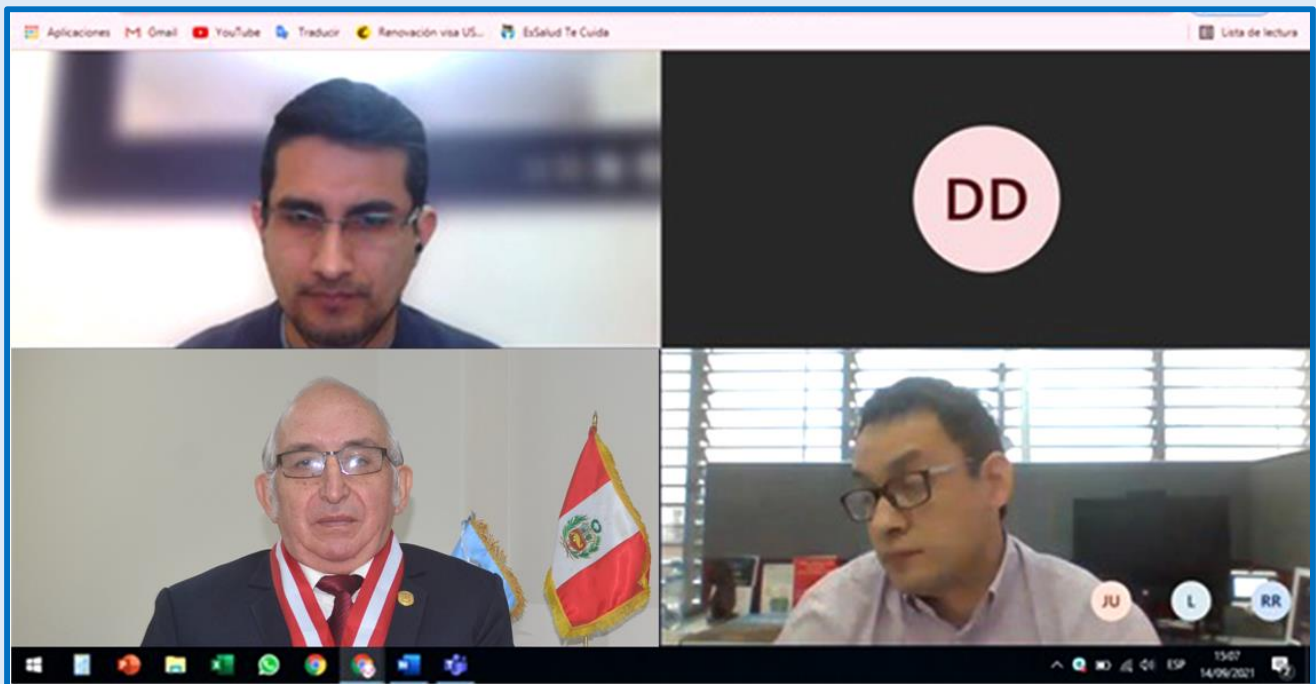 Aplicaciones Gmail YouTube Traducir Renovación visa US... EsSalud Te Cuida Lista de lectura
DD
JU L RR
ESP 15:07
14/09/2021